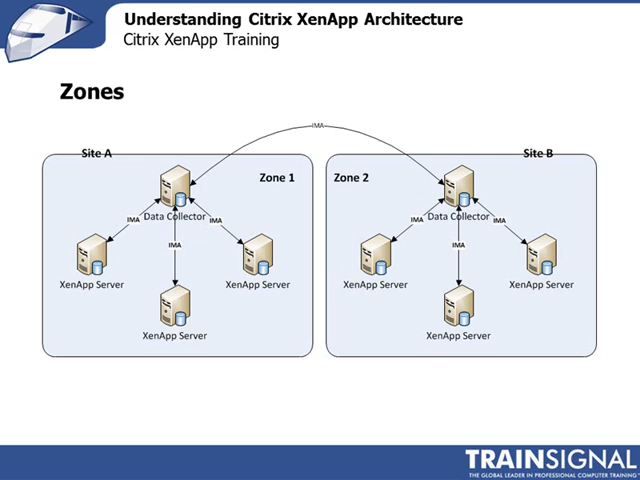 Understanding Citrix XenApp Architecture
Citrix XenApp Training
Zones
IMA
Site A
Site B
Zone 1
Zone 2
Data Collector
IMA
IMA
IMA
XenApp Server
XenApp Server
XenApp Server
Data Collector
IMA
IMA
IMA
XenApp Server
XenApp Server
XenApp Server
TRAINSIGNAL
THE GLOBAL LEADER IN PROFESSIONAL COMPUTER TRAINING